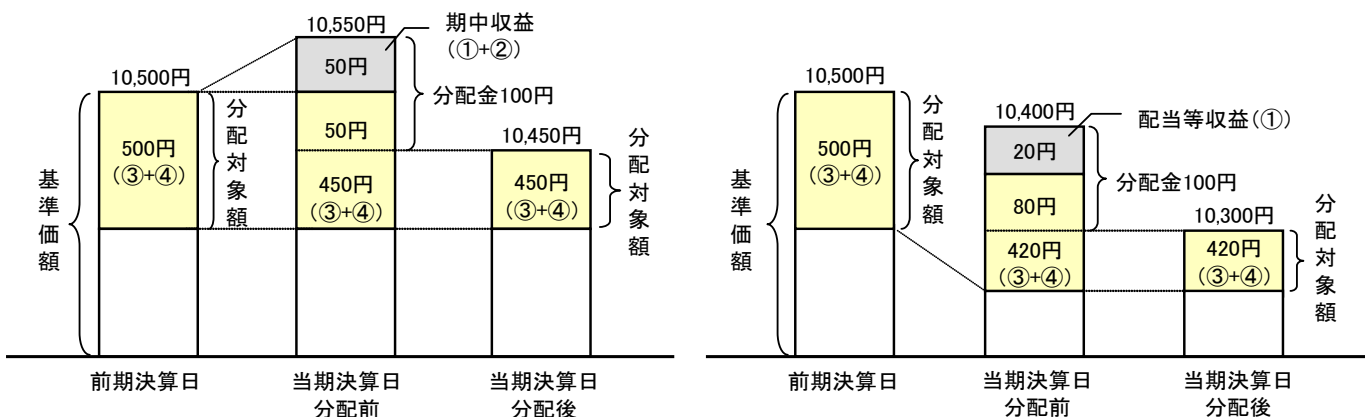 10,550円
期中収益
(①+②)
10,500円
50円
分配金100円
分配対象額
50円
10,450円
500円
(③+④)
基準価額
450円
(③+④)
450円
(③+④)
分配対象額
前期決算日
当期決算日
分配前
当期決算日
分配後
10,500円
分配対象額
10,400円
配当等収益(①)
20円
500円
(③+④)
分配金100円
基準価額
80円
10,300円
420円
(③+④)
420円
(③+④)
分配対象額
前期決算日
当期決算日
分配前
当期決算日
分配後